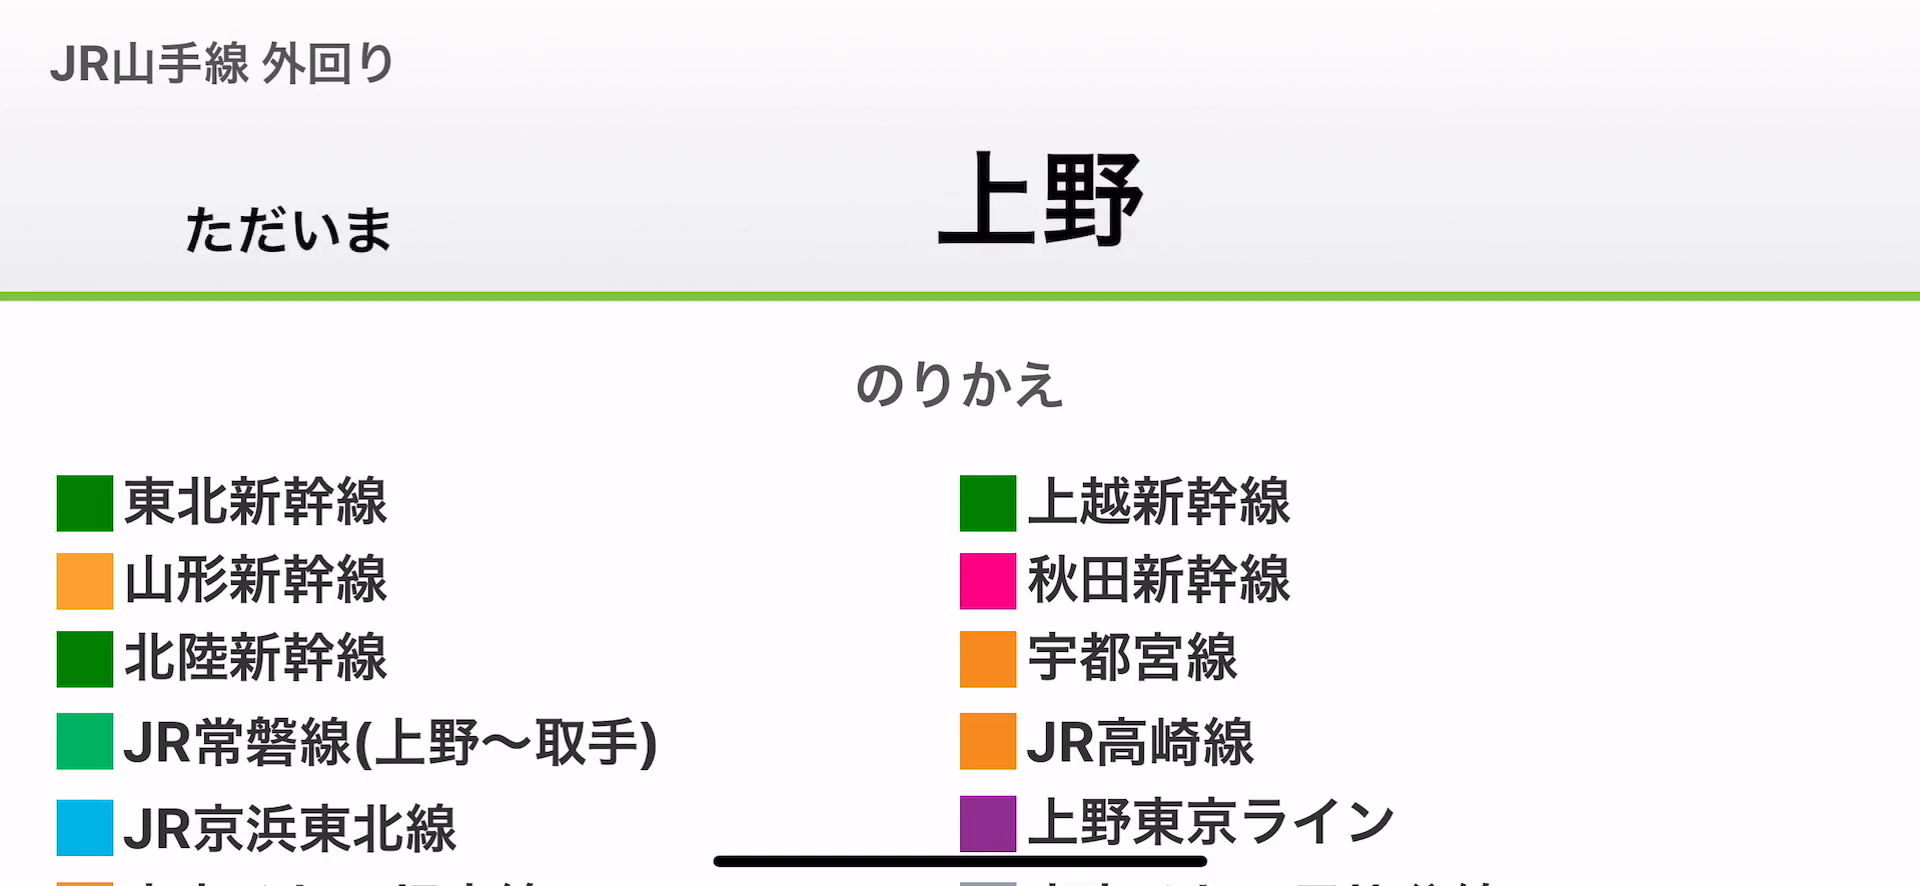 JR山手線 外回り
ただいま
上野
のりかえ
東北新幹線
上越新幹線
山形新幹線
秋田新幹線
北陸新幹線
宇都宮線
JR常磐線(上野〜取手)
JR高崎線
JR京浜東北線
上野東京ライン